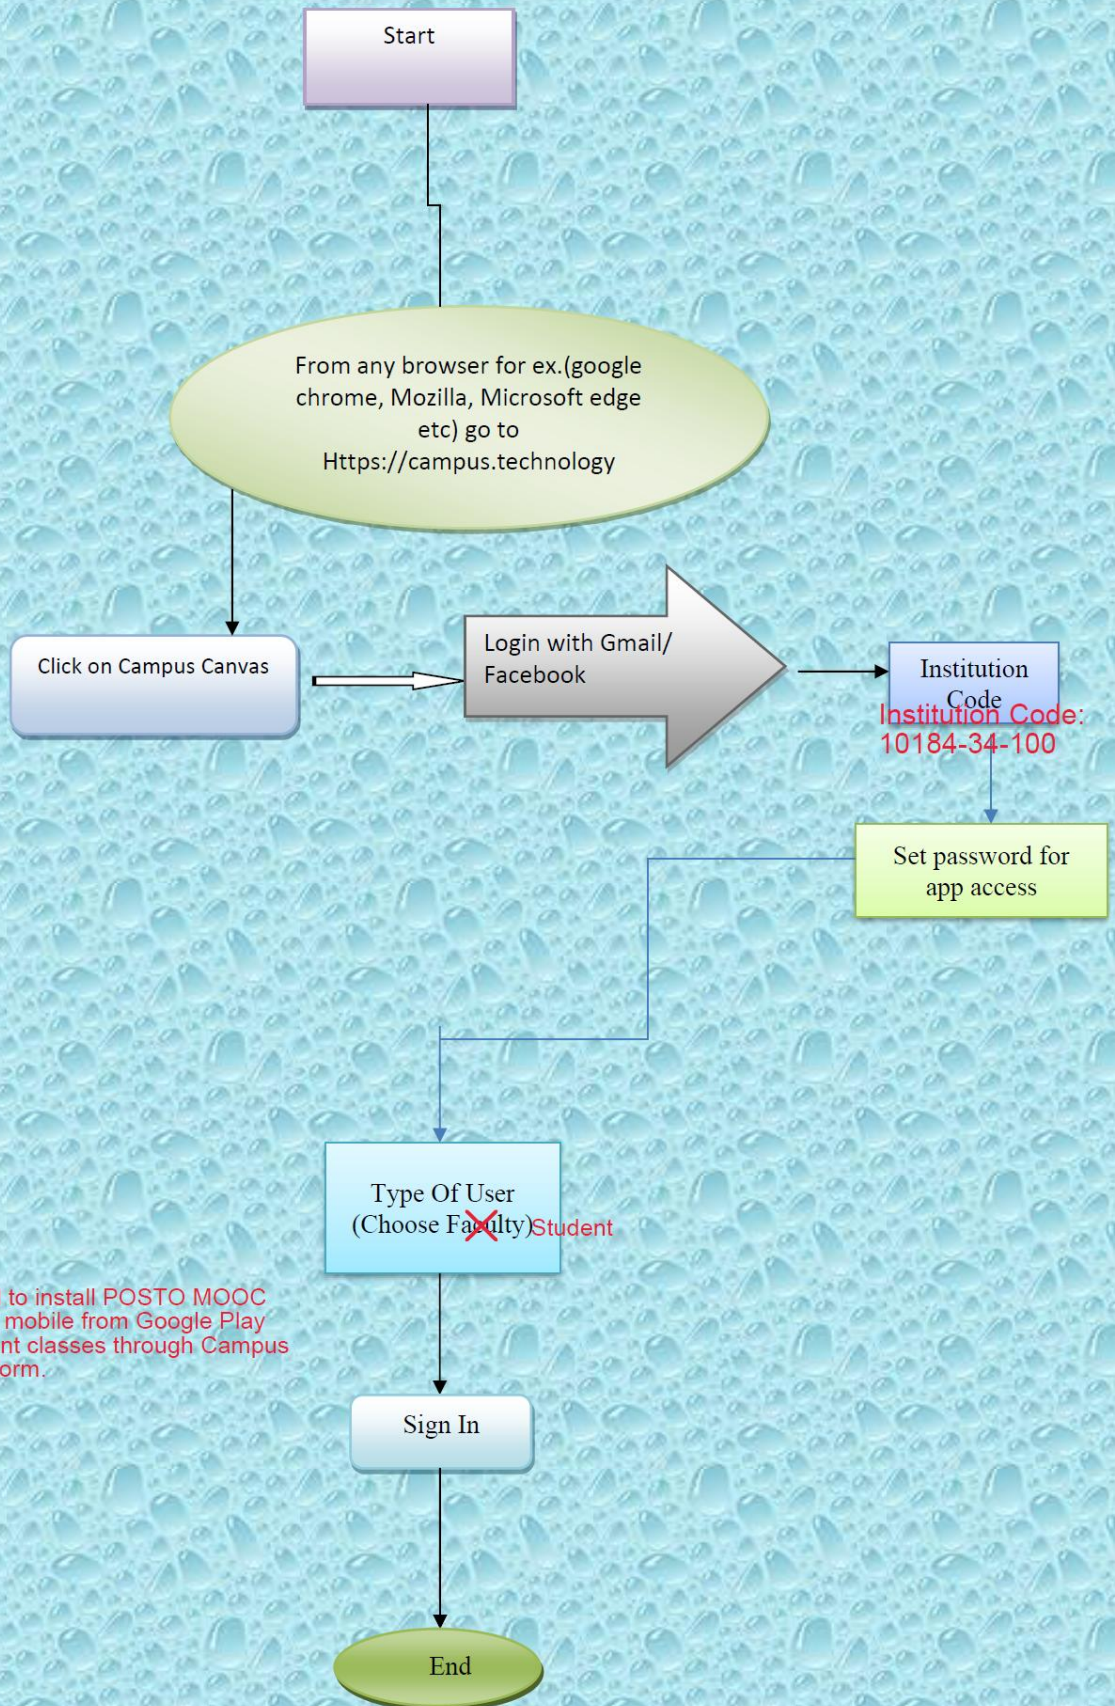 Start
From any browser for ex.(google
chrome, Mozilla, Microsoft edge
etc) go to
Https://campus.technology
Click on Campus Canvas
Login with Gmail/
Facebook
Institution
Code
Institution Code:
10184-34-100
Set password for
app access
Type Of User
(Choose Faculty)
Student
to install POSTO MOOC
mobile from Google Play
nt classes through Campus
orm.
Sign In
End